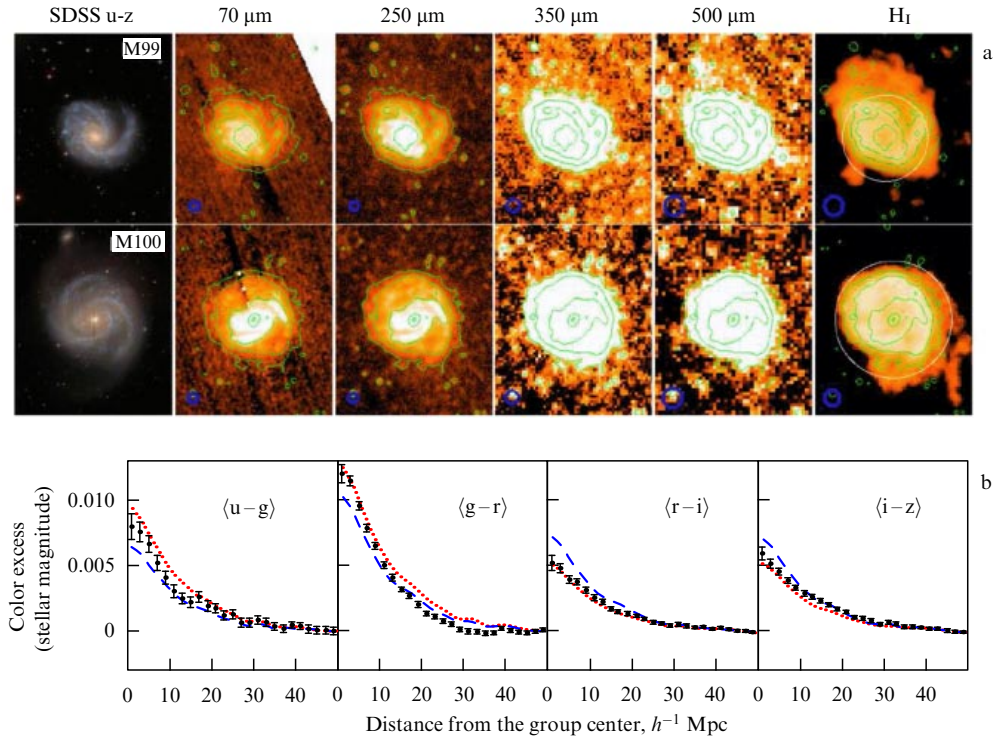 SDSS u-z 70 μm 250 μm 350 μm 500 μm H_I
M99
a
M100
b
⟨u – g⟩ ⟨g – r⟩ ⟨r – i⟩ ⟨i – z⟩
0.010
0.005
0
Color excess
(stellar magnitude)
0 10 20 30 40 0 10 20 30 40 0 10 20 30 40 0 10 20 30 40
Distance from the group center, h⁻¹ Mpc